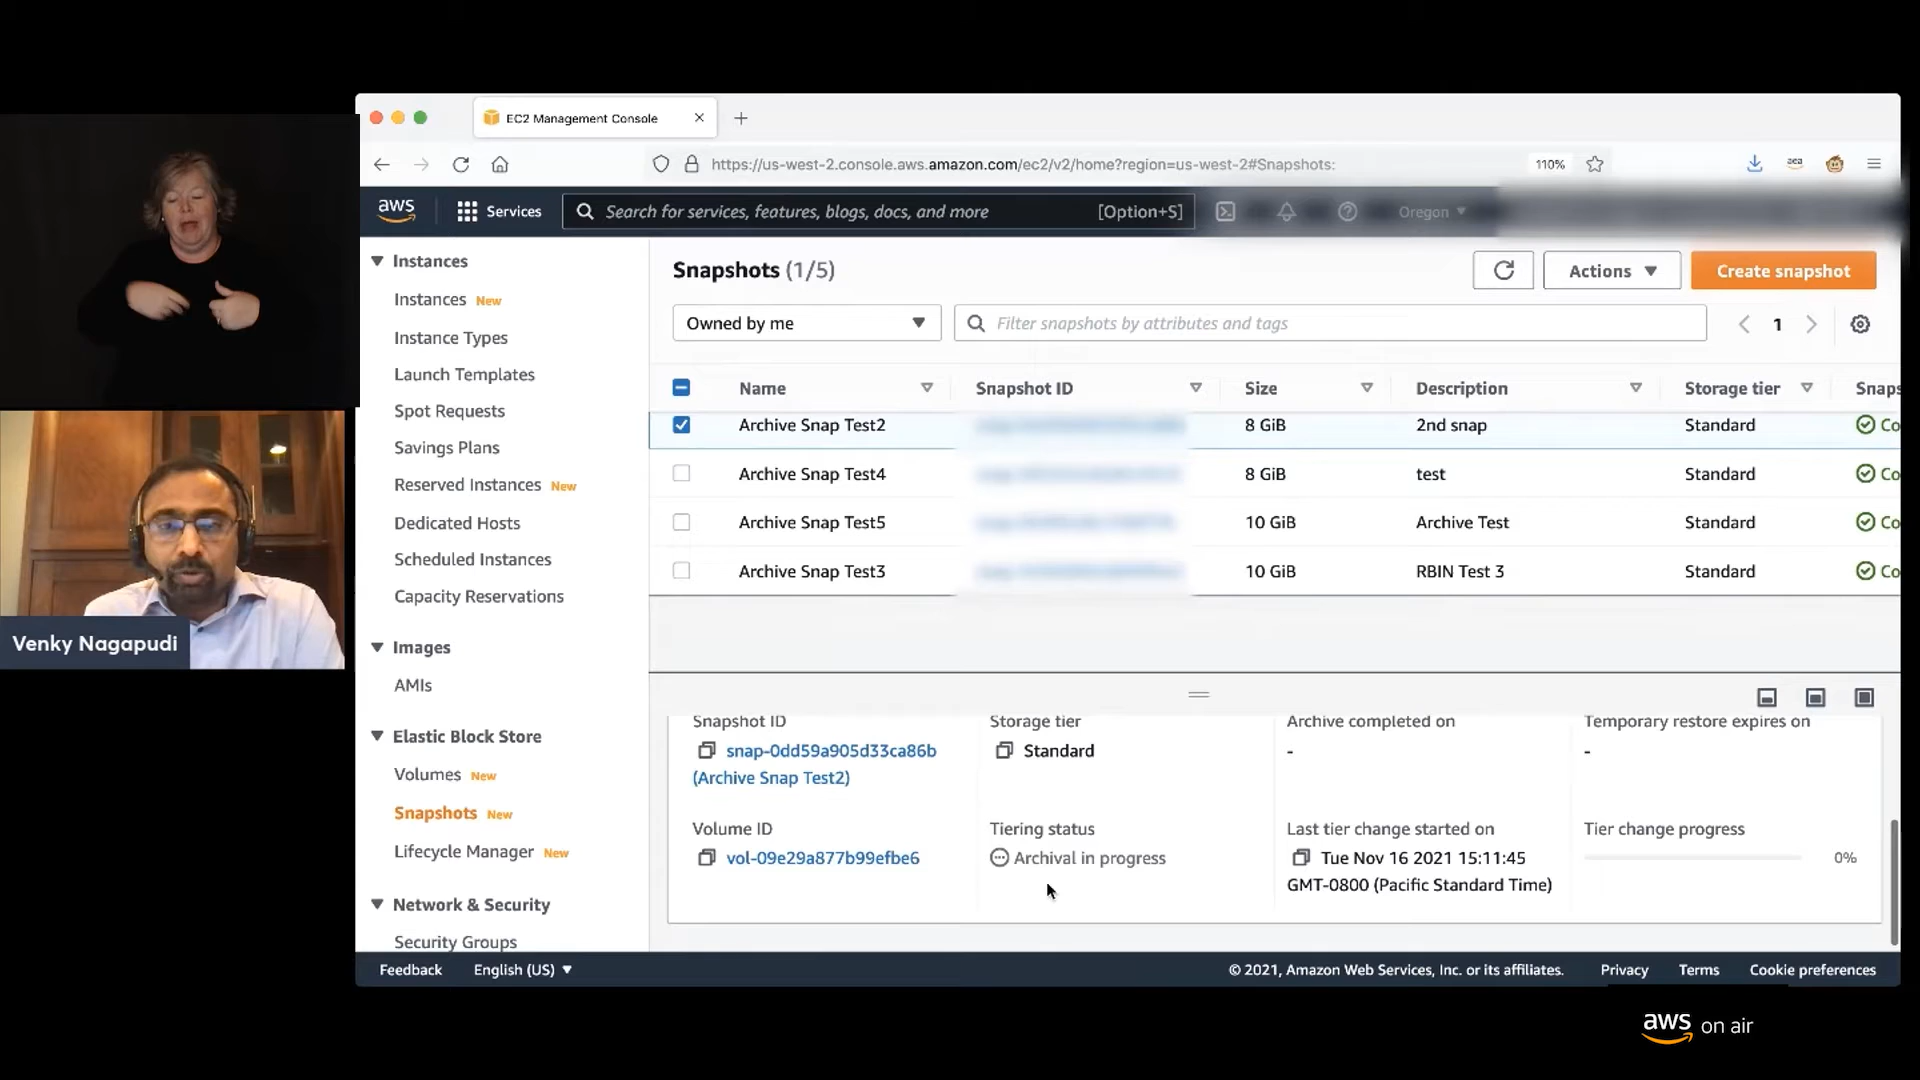 EC2 Management Console
https://us-west-2.console.aws.amazon.com/ec2/v2/home?region=us-west-2#Snapshots:
110%
aea
aws
Services
Search for services, features, blogs, docs, and more
[Option+S]
Oregon
Instances
Instances New
Instance Types
Launch Templates
Spot Requests
Savings Plans
Reserved Instances New
Dedicated Hosts
Scheduled Instances
Capacity Reservations
Images
AMIs
Elastic Block Store
Volumes New
Snapshots New
Lifecycle Manager New
Network & Security
Security Groups
Snapshots (1/5)
Actions
Create snapshot
Owned by me
Filter snapshots by attributes and tags
1
Name Snapshot ID Size Description Storage tier Snaps
Archive Snap Test2 8 GiB 2nd snap Standard Co
Archive Snap Test4 8 GiB test Standard Co
Archive Snap Test5 10 GiB Archive Test Standard Co
Archive Snap Test3 10 GiB RBIN Test 3 Standard Co
Snapshot ID
snap-0dd59a905d33ca86b
(Archive Snap Test2)
Storage tier
Standard
Archive completed on
-
Temporary restore expires on
-
Volume ID
vol-09e29a877b99efbe6
Tiering status
Archival in progress
Last tier change started on
Tue Nov 16 2021 15:11:45
GMT-0800 (Pacific Standard Time)
Tier change progress
0%
Feedback
English (US)
© 2021, Amazon Web Services, Inc. or its affiliates.
Privacy
Terms
Cookie preferences
Venky Nagapudi
aws on air